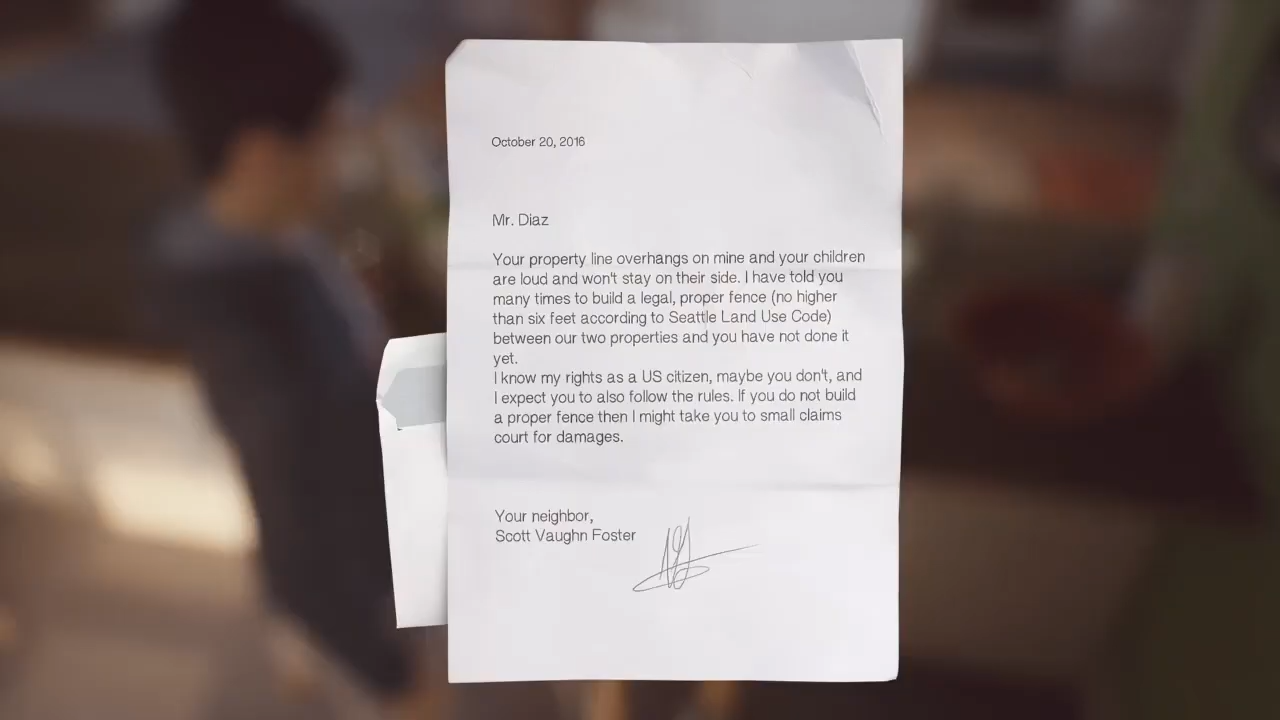 October 20, 2016
Mr. Diaz
Your property line overhangs on mine and your children
are loud and won't stay on their side. I have told you
many times to build a legal, proper fence (no higher
than six feet according to Seattle Land Use Code)
between our two properties and you have not done it
yet.
I know my rights as a US citizen, maybe you don't, and
I expect you to also follow the rules. If you do not build
a proper fence then I might take you to small claims
court for damages.
Your neighbor,
Scott Vaughn Foster